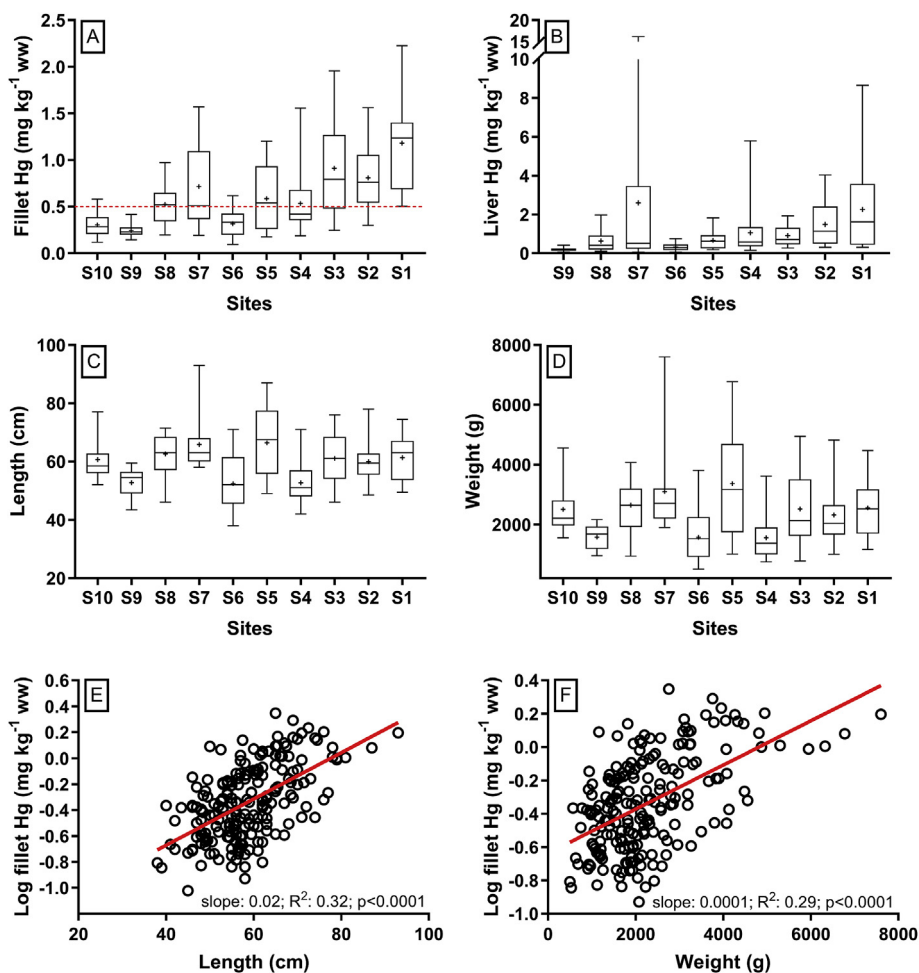 A
Fillet Hg (mg kg⁻¹ ww)
2.5
2.0
1.5
1.0
0.5
0.0
S10 S9 S8 S7 S6 S5 S4 S3 S2 S1
Sites
B
Liver Hg (mg kg⁻¹ ww)
20
15
10
8
6
4
2
0
S9 S8 S7 S6 S5 S4 S3 S2 S1
Sites
C
Length (cm)
100
80
60
40
20
S10 S9 S8 S7 S6 S5 S4 S3 S2 S1
Sites
D
Weight (g)
8000
6000
4000
2000
S10 S9 S8 S7 S6 S5 S4 S3 S2 S1
Sites
E
Log fillet Hg (mg kg⁻¹ ww)
0.6
0.4
0.2
0.0
-0.2
-0.4
-0.6
-0.8
-1.0
slope: 0.02; R²: 0.32; p<0.0001
20 40 60 80 100
Length (cm)
F
Log fillet Hg (mg kg⁻¹ ww)
0.4
0.2
0.0
-0.2
-0.4
-0.6
-0.8
-1.0
slope: 0.0001; R²: 0.29; p<0.0001
0 2000 4000 6000 8000
Weight (g)